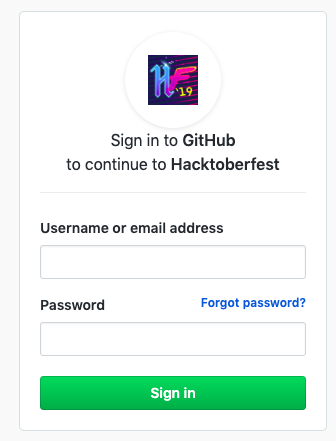 HF
'19
Sign in to GitHub
to continue to Hacktoberfest
Username or email address
Password Forgot password?
Sign in